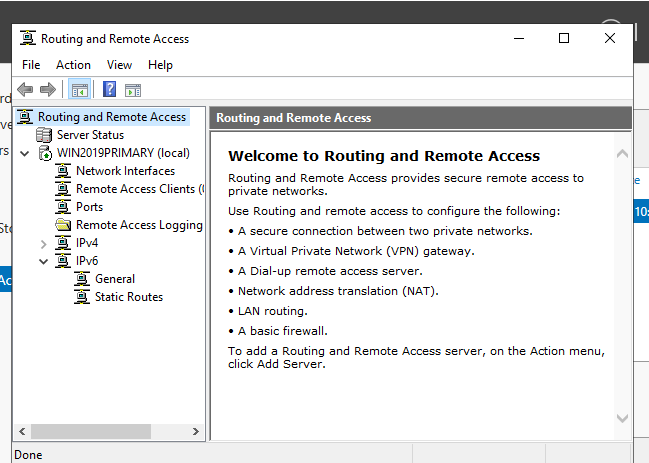 Routing and Remote Access
File Action View Help
Routing and Remote Access
Server Status
WIN2019PRIMARY (local)
Network Interfaces
Remote Access Clients (
Ports
Remote Access Logging
IPv4
IPv6
General
Static Routes
Routing and Remote Access
Welcome to Routing and Remote Access
Routing and Remote Access provides secure remote access to
private networks.
Use Routing and remote access to configure the following:
• A secure connection between two private networks.
• A Virtual Private Network (VPN) gateway.
• A Dial-up remote access server.
• Network address translation (NAT).
• LAN routing.
• A basic firewall.
To add a Routing and Remote Access server, on the Action menu,
click Add Server.
Done